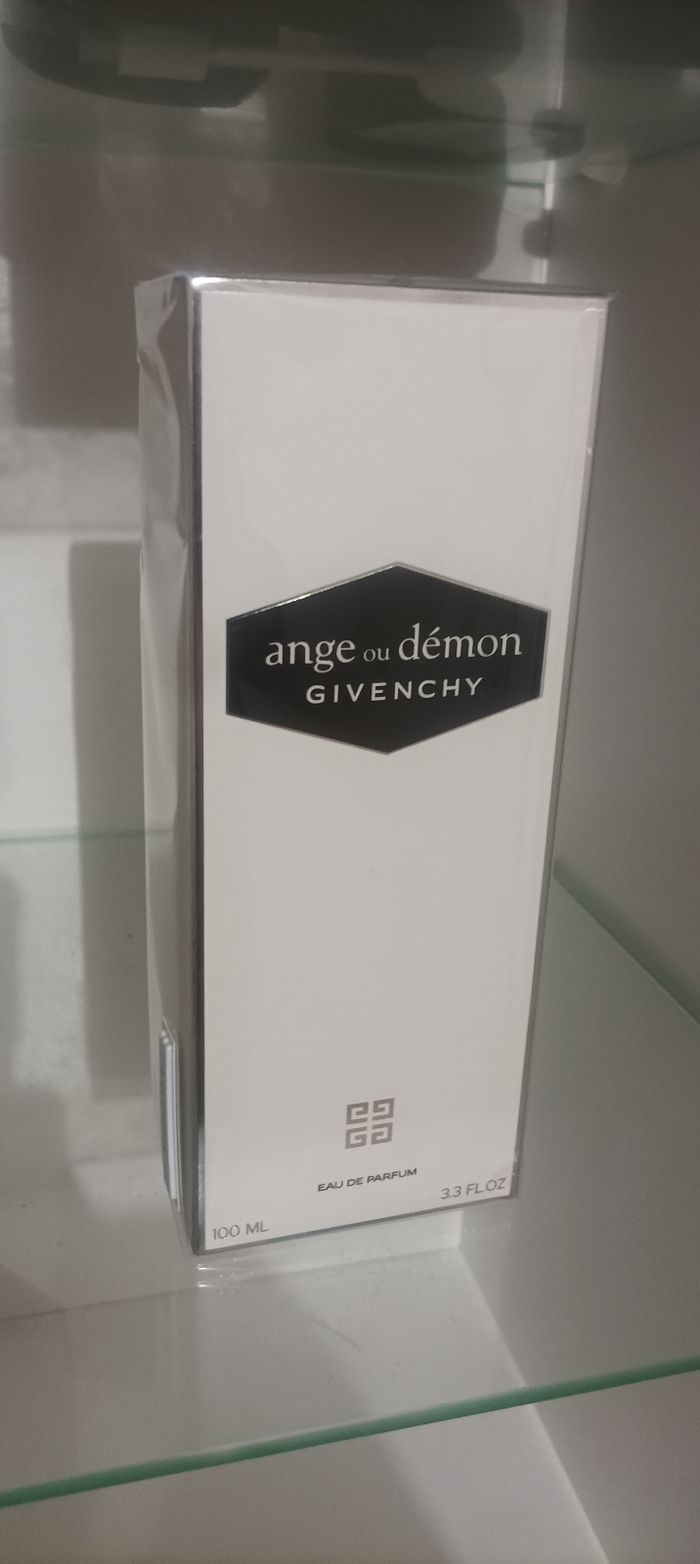 ange ou démon
GIVENCHY
EAU DE PARFUM
100 ML
3.3 FL.OZ